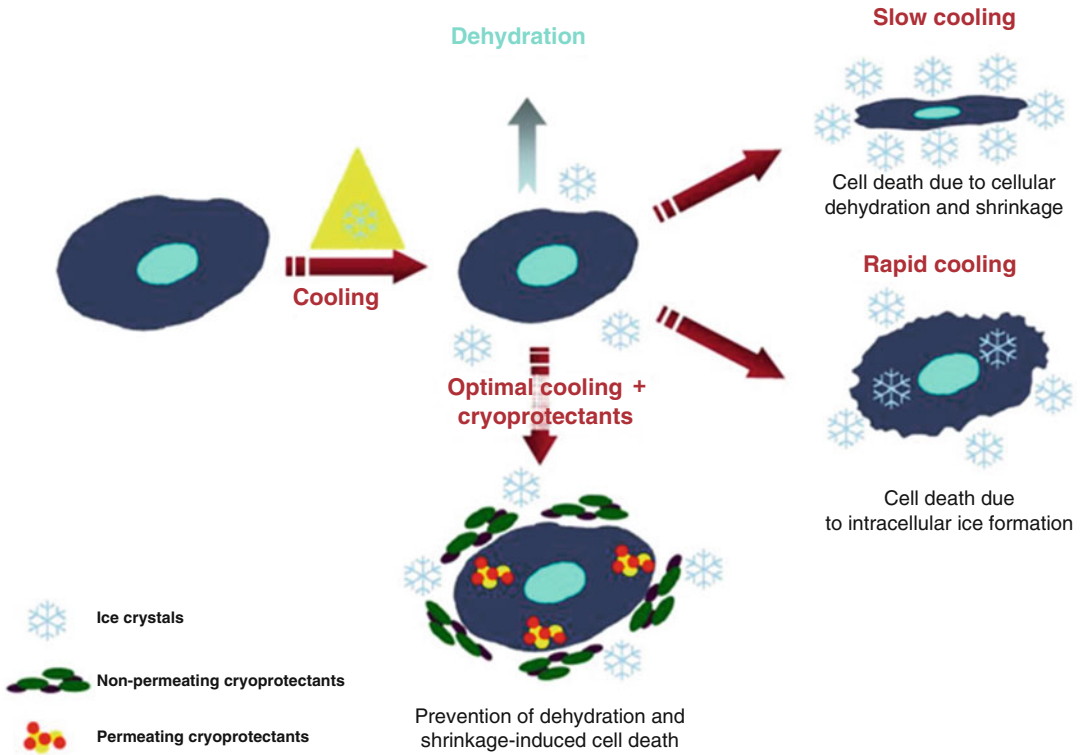 Dehydration
Slow cooling
Cell death due to cellular
dehydration and shrinkage
Cooling
Rapid cooling
Cell death due
to intracellular ice formation
Optimal cooling +
cryoprotectants
Prevention of dehydration and
shrinkage-induced cell death
Ice crystals
Non-permeating cryoprotectants
Permeating cryoprotectants